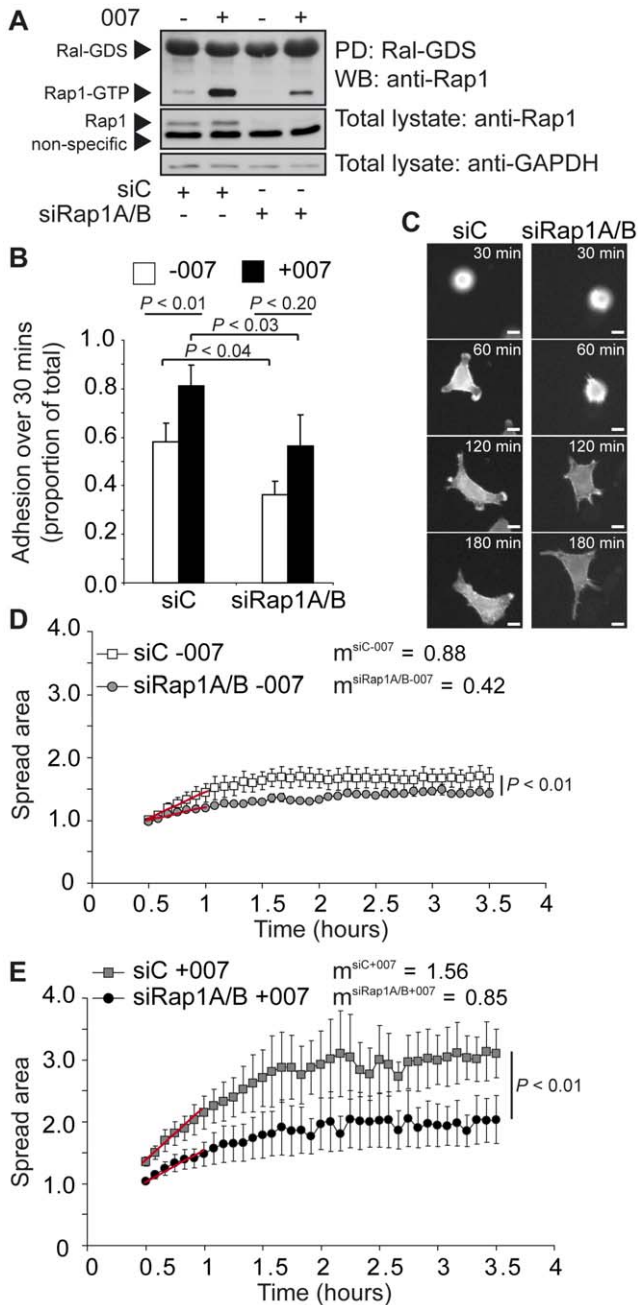 A
007 - + - +
Ral-GDS
PD: Ral-GDS
Rap1-GTP
WB: anti-Rap1
Rap1
Total lystate: anti-Rap1
non-specific
Total lysate: anti-GAPDH
siC + + - -
siRap1A/B - - + +
B
-007 +007
P < 0.01 P < 0.20
P < 0.03
P < 0.04
Adhesion over 30 mins
(proportion of total)
1.0
0.8
0.6
0.4
0.2
0.0
siC siRap1A/B
C
siC siRap1A/B
30 min 30 min
60 min 60 min
120 min 120 min
180 min 180 min
D
siC -007 m^siC-007 = 0.88
siRap1A/B -007 m^siRap1A/B-007 = 0.42
Spread area
4.0
3.0
2.0
1.0
0
P < 0.01
0 0.5 1 1.5 2 2.5 3 3.5 4
Time (hours)
E
siC +007 m^siC+007 = 1.56
siRap1A/B +007 m^siRap1A/B+007 = 0.85
Spread area
4.0
3.0
2.0
1.0
0
P < 0.01
0 0.5 1 1.5 2 2.5 3 3.5 4
Time (hours)